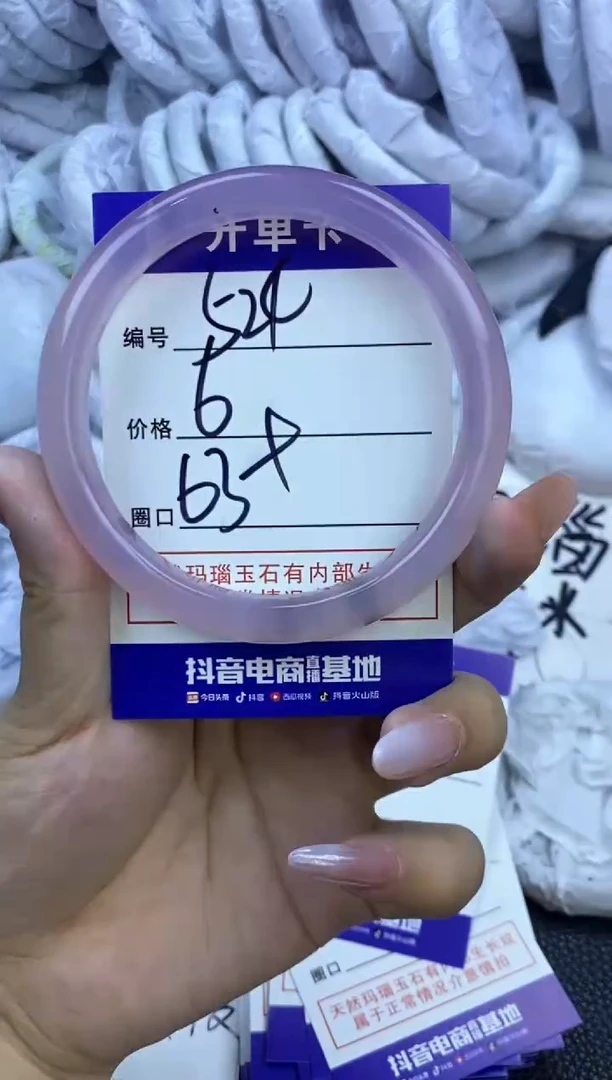 开单卡
编号 524
价格 6
圈口 63+
玛瑙玉石有内部
抖音电商直播基地
今日头条 抖音 西瓜视频 抖音火山版
圈口
天然玛瑙玉石有内部生长纹
属于正常情况介意慎拍
抖音电商直播基地